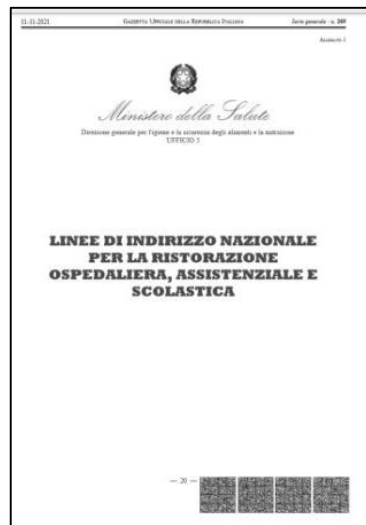 11-11-2021 GAZZETTA UFFICIALE DELLA REPUBBLICA ITALIANA Serie generale - n. 269
Ministero della Salute
Direzione generale per l'igiene e la sicurezza degli alimenti e la nutrizione
UFFICIO 5
LINEE DI INDIRIZZO NAZIONALE
PER LA RISTORAZIONE
OSPEDALIERA, ASSISTENZIALE E
SCOLASTICA
— 20 —